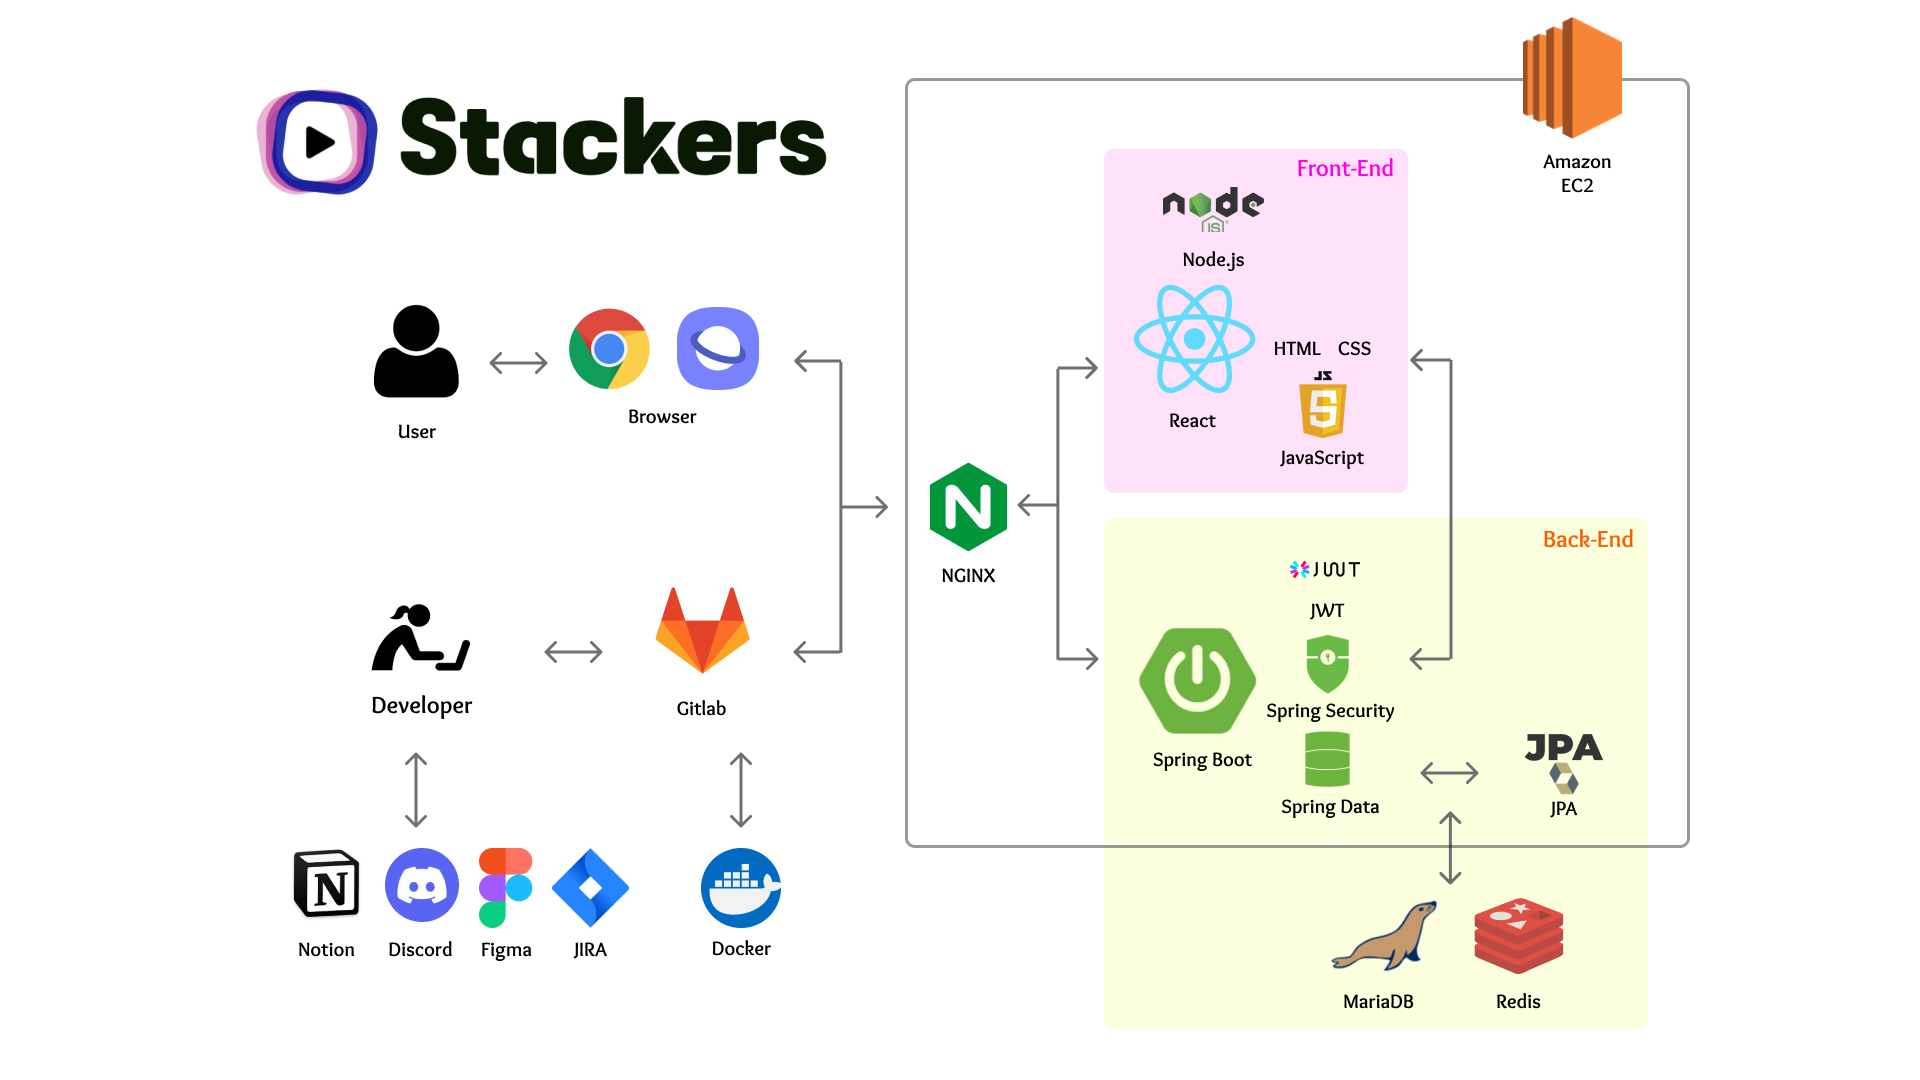 Stackers
Amazon
EC2
Front-End
node
JS
Node.js
React
HTML CSS
JS
JavaScript
User
Browser
NGINX
Developer
Gitlab
Notion
Discord
Figma
JIRA
Docker
Back-End
JWT
JWT
Spring Boot
Spring Security
Spring Data
JPA
JPA
MariaDB
Redis